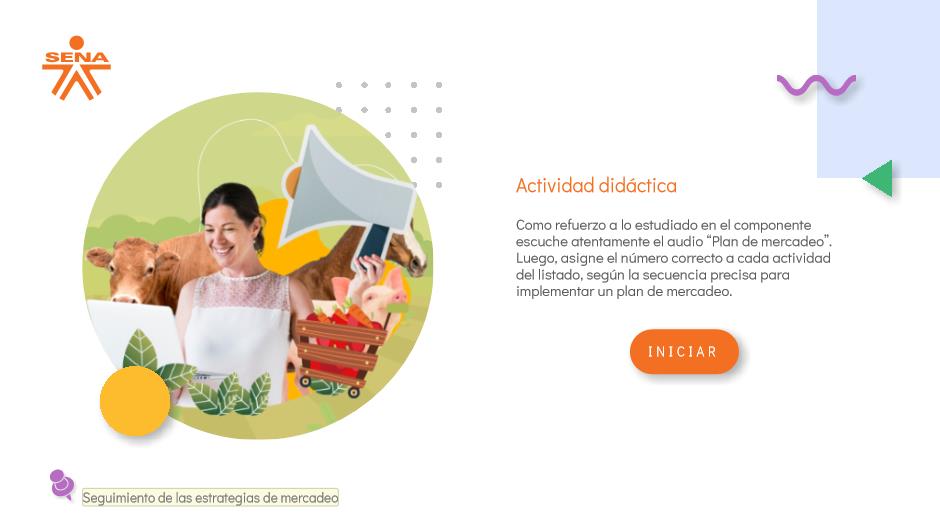 SENA
Actividad didáctica
Como refuerzo a lo estudiado en el componente
escuche atentamente el audio “Plan de mercadeo”.
Luego, asigne el número correcto a cada actividad
del listado, según la secuencia precisa para
implementar un plan de mercadeo.
INICIAR
Seguimiento de las estrategias de mercadeo